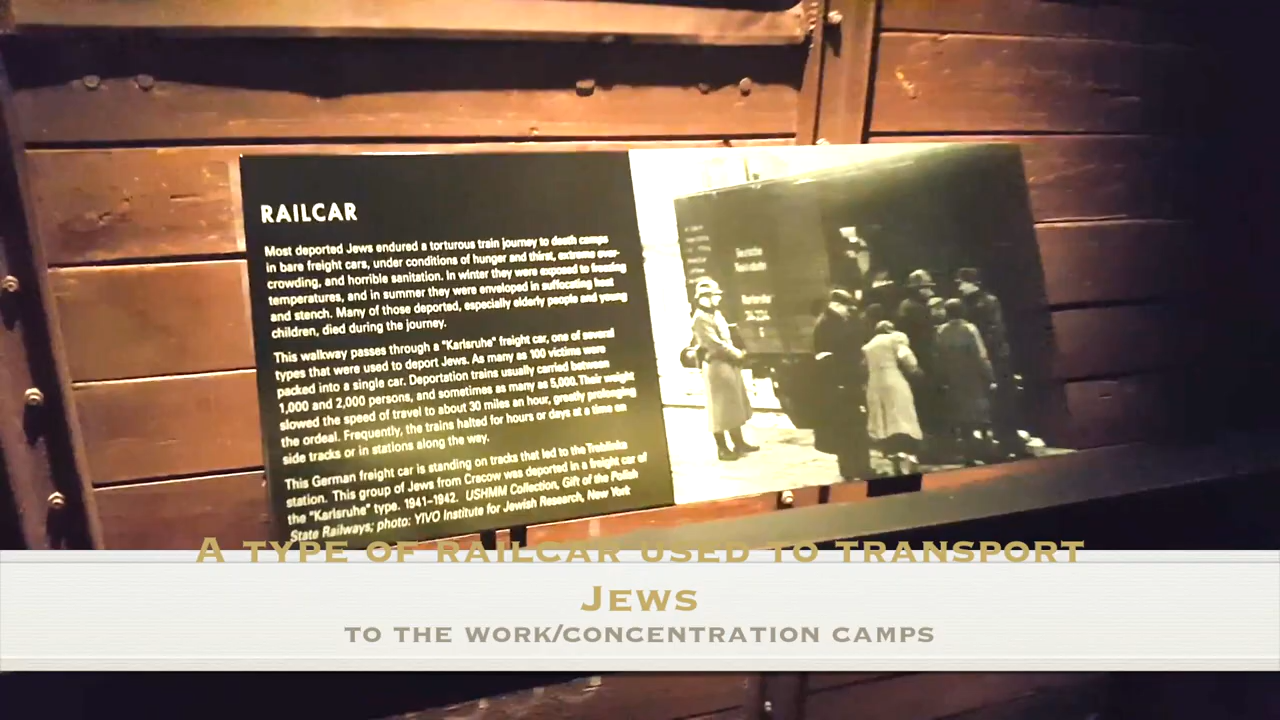 RAILCAR
Most deported Jews endured a torturous train journey to death camps
in bare freight cars, under conditions of hunger and thirst, extreme over-
crowding, and horrible sanitation. In winter they were exposed to freezing
temperatures, and in summer they were enveloped in suffocating heat
and stench. Many of those deported, especially elderly people and young
children, died during the journey.
This walkway passes through a "Karlsruhe" freight car, one of several
types that were used to deport Jews. As many as 100 victims were
packed into a single car. Deportation trains usually carried between
1,000 and 2,000 persons, and sometimes as many as 5,000. Their weight
slowed the speed of travel to about 30 miles an hour, greatly prolonging
the ordeal. Frequently, the trains halted for hours or days at a time on
side tracks or in stations along the way.
This German freight car is standing on tracks that led to the Treblinka
station. This group of Jews from Cracow was deported in a freight car of
the "Karlsruhe" type. 1941–1942. USHMM Collection, Gift of the Polish
State Railways; photo: YIVO Institute for Jewish Research, New York
Deutsche
Reichsbahn
Karlsruhe
A type of railcar used to transport
Jews
to the work/concentration camps